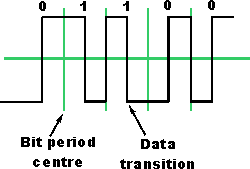 0 1 1 0 0
Bit period
centre
Data
transition